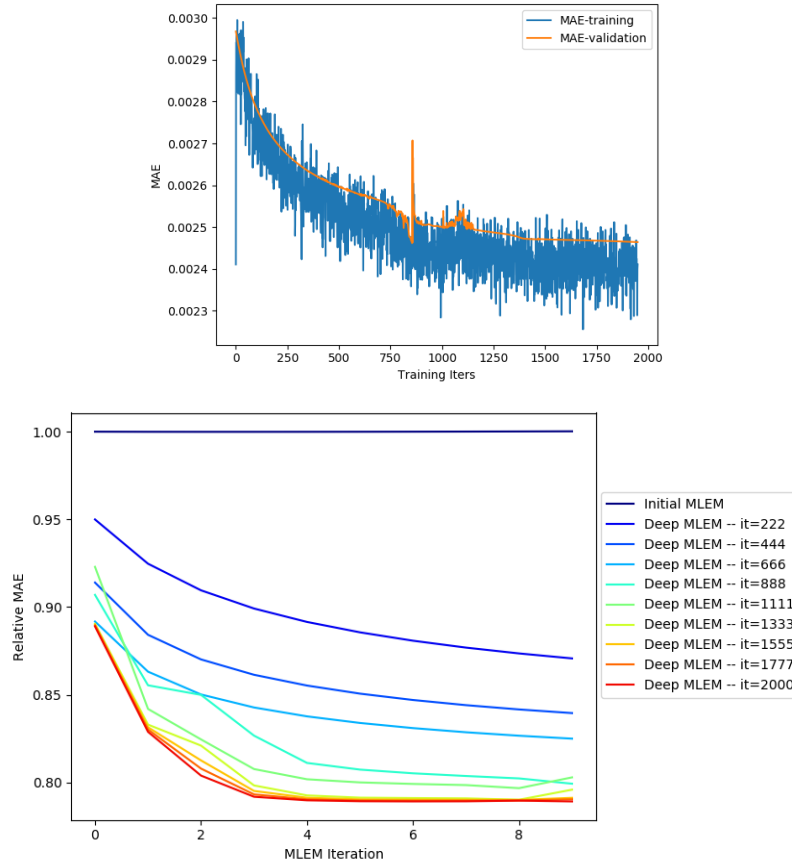 0.0030
0.0029
0.0028
0.0027
0.0026
0.0025
0.0024
0.0023
MAE
MAE-training
MAE-validation
0 250 500 750 1000 1250 1500 1750 2000
Training Iters
1.00
0.95
0.90
0.85
0.80
Relative MAE
0 2 4 6 8
MLEM Iteration
Initial MLEM
Deep MLEM -- it=222
Deep MLEM -- it=444
Deep MLEM -- it=666
Deep MLEM -- it=888
Deep MLEM -- it=1111
Deep MLEM -- it=1333
Deep MLEM -- it=1555
Deep MLEM -- it=1777
Deep MLEM -- it=2000